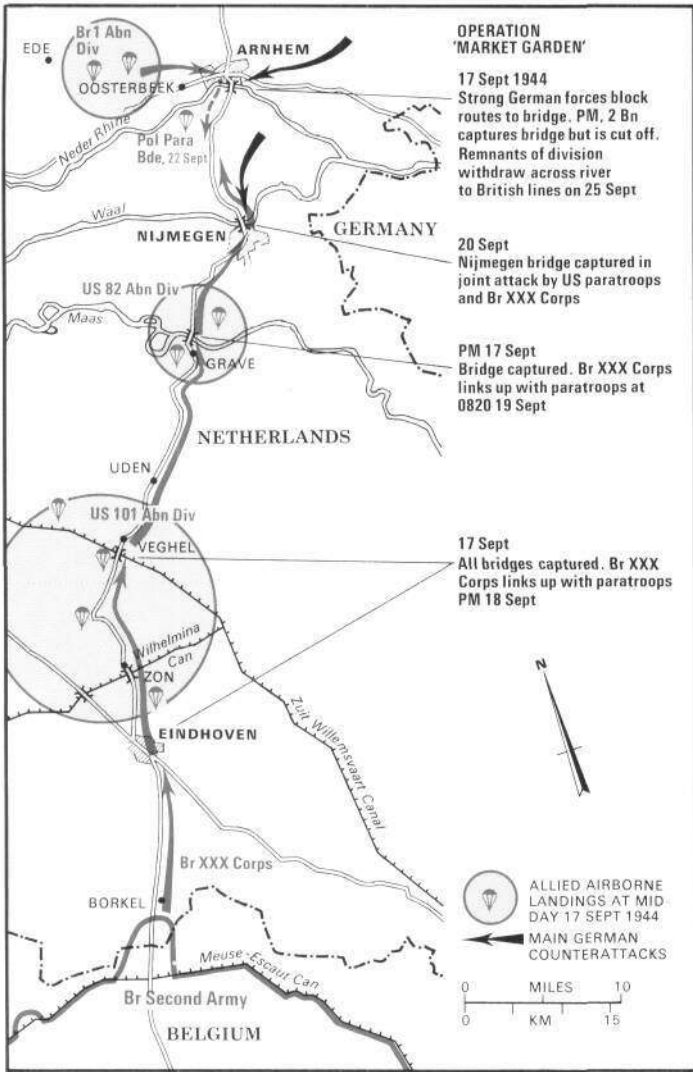 OPERATION
'MARKET GARDEN'
17 Sept 1944
Strong German forces block
routes to bridge. PM, 2 Bn
captures bridge but is cut off.
Remnants of division
withdraw across river
to British lines on 25 Sept
20 Sept
Nijmegen bridge captured in
joint attack by US paratroops
and Br XXX Corps
PM 17 Sept
Bridge captured. Br XXX Corps
links up with paratroops at
0820 19 Sept
17 Sept
All bridges captured. Br XXX
Corps links up with paratroops
PM 18 Sept
Br 1 Abn
Div
EDE
ARNHEM
OOSTERBEEK
Neder Rhine
Pol Para
Bde, 22 Sept
Waal
NIJMEGEN
GERMANY
US 82 Abn Div
Maas
GRAVE
NETHERLANDS
UDEN
US 101 Abn Div
VEGHEL
Wilhelmina
Can
ZON
Zuit Willemsvaart Canal
EINDHOVEN
Br XXX Corps
BORKEL
Meuse-Escaut Can
Br Second Army
BELGIUM
N
ALLIED AIRBORNE
LANDINGS AT MID-
DAY 17 SEPT 1944
MAIN GERMAN
COUNTERATTACKS
0 MILES 10
0 KM 15